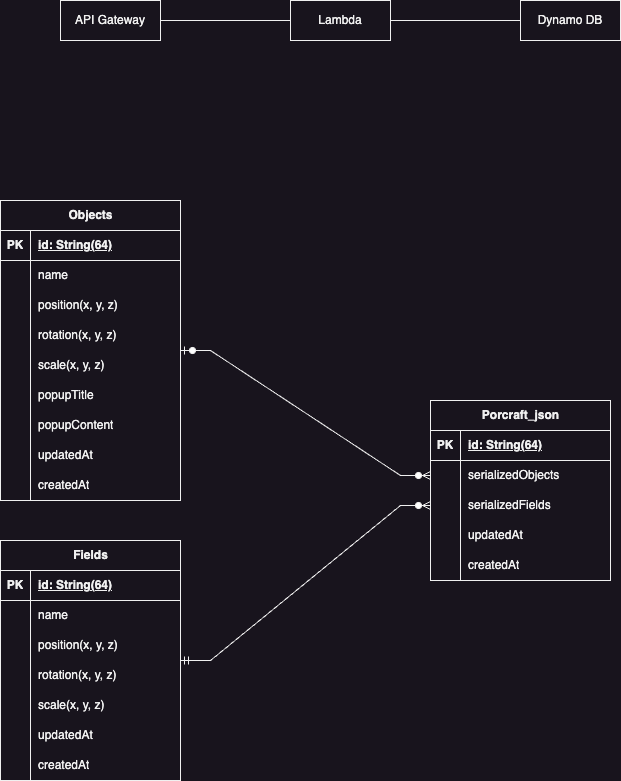 API Gateway
Lambda
Dynamo DB
Objects
PK id: String(64)
name
position(x, y, z)
rotation(x, y, z)
scale(x, y, z)
popupTitle
popupContent
updatedAt
createdAt
Porcraft_json
PK id: String(64)
serializedObjects
serializedFields
updatedAt
createdAt
Fields
PK id: String(64)
name
position(x, y, z)
rotation(x, y, z)
scale(x, y, z)
updatedAt
createdAt